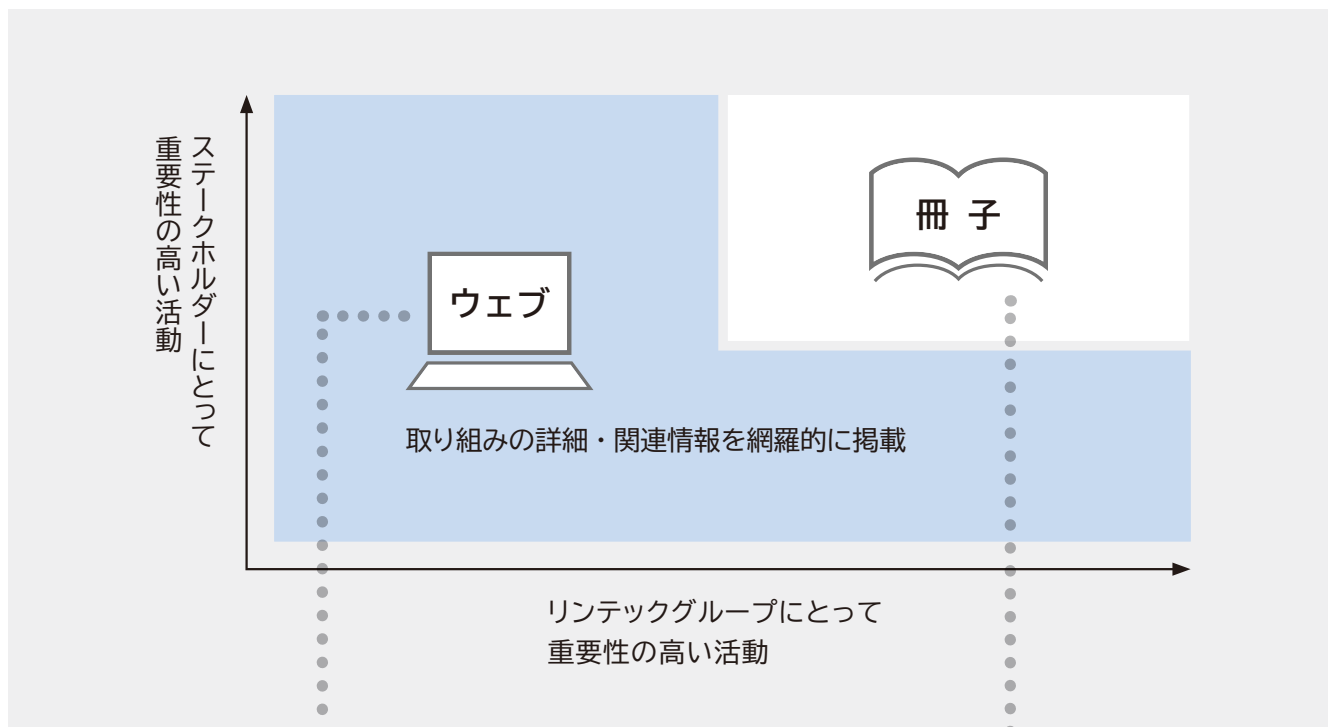 ステークホルダーにとって
重要性の高い活動
冊 子
ウェブ
取り組みの詳細・関連情報を網羅的に掲載
リンテックグループにとって
重要性の高い活動